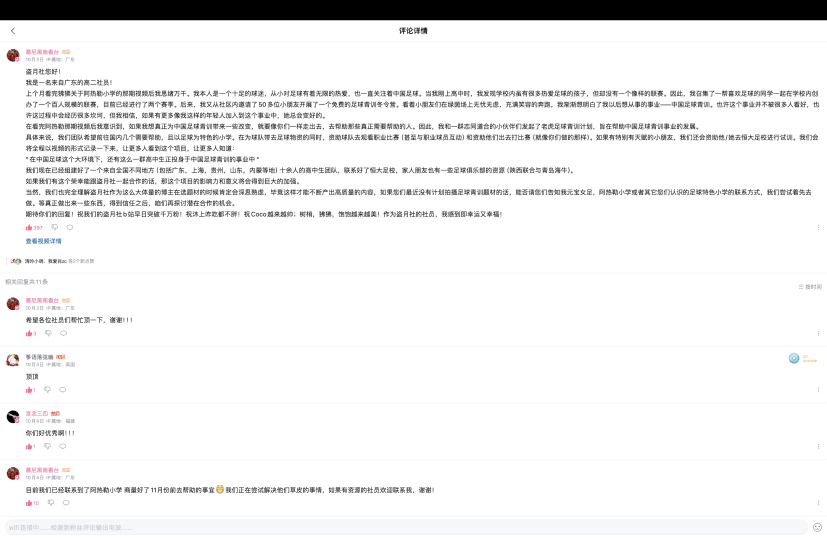 评论详情
慕尼黑南看台
10月3日 IP属地：广东
盗月社您好！
我是一名来自广东的高二社员！
上个月看完拂拂关于阿热能小学的那期视频后我思绪万千。我本人是一个十足的球迷，从小对足球有着无限的热爱，也一直关注着中国足球。当我刚上高中时，我发现学校内虽有很多热爱足球的孩子，但却没有一个像样的联赛。因此，我召集了一帮喜欢足球的同学一起在学校内创
办了一个百人规模的联赛，目前已经进行了两个赛季。后来，我又从社区内邀请了50多位小朋友开展了一个免费的足球青训冬令营。看着小朋友们在绿茵场上无忧无虑，充满笑容的奔跑，我渐渐想明白了我以后想从事的事业——中国足球青训。也许这个事业并不被很多人看好，也
许这过程中会经历很多坎坷，但我相信，如果有更多像我这样的年轻人加入到这个事业中，她总会变好的。
在看完阿热勒那期视频后我意识到，如果我想真正为中国足球青训带来一些改变，就要像你们一样走出去，去帮助那些真正需要帮助的人。因此，我和一群志同道合的小伙伴们发起了老虎足球青训计划，旨在帮助中国足球青训事业的发展。
具体来说，我们团队希望前往国内几个需要帮助，且以足球为特色的小学。在为球队带去足球物资的同时，资助球队去观看职业比赛（甚至与职业球员互动）和资助他们出去打比赛（就像你们做的那样）。如果有特别有天赋的小朋友，我们还会资助他/她去恒大足校进行试训。我们会
将全程以视频的形式记录一下来，让更多人看到这个项目，让更多人知道：
“在中国足球这个大环境下，还有这么一群高中生正投身于中国足球青训的事业中”
我们现在已经组建好了一个来自全国不同地方（包括广东，上海，贵州，山东，内蒙等地）十余人的高中生团队，联系好了恒大足校，家人朋友也有一些足球俱乐部的资源（陕西联合与青岛海牛）。
如果我们有这个荣幸能跟盗月社一起合作的话，那这个项目的影响力和意义将会得到巨大的加强。
当然，我们也完全理解盗月社作为这么大体量的博主在选题材的时候肯定会深思熟虑，毕竟这样才能不断产出高质量的内容，如果您们最近没有计划拍摄足球青训题材的话，能否请您们告知我元宝女足，阿热勒小学或者其它您们认识的足球特色小学的联系方式，我们尝试着先去
做。等真正做出来一些东西，得到信任之后，咱们再探讨潜在合作的机会。
期待你们的回复！祝我们的盗月社b站早日突破千万粉！祝沐上咋吃都不胖！祝Coco越来越帅；树梢，拂拂，饱饱越来越美！作为盗月社的社员，我感到即幸运又幸福！
397
查看视频详情
相关回复共11条
按时间
慕尼黑南看台
10月3日 IP属地：广东
希望各位社员们帮忙顶一下，谢谢！！！
10月3日 IP属地：美国
顶顶
1
10月4日 IP属地：福建
你们好优秀啊！！！
1
慕尼黑南看台
10月4日 IP属地：广东
目前我们已经联系到了阿热勒小学 商量好了11月份前去帮助的事宜 我们正在尝试解决他们草皮的事情，如果有资源的社员欢迎联系我，谢谢！
10